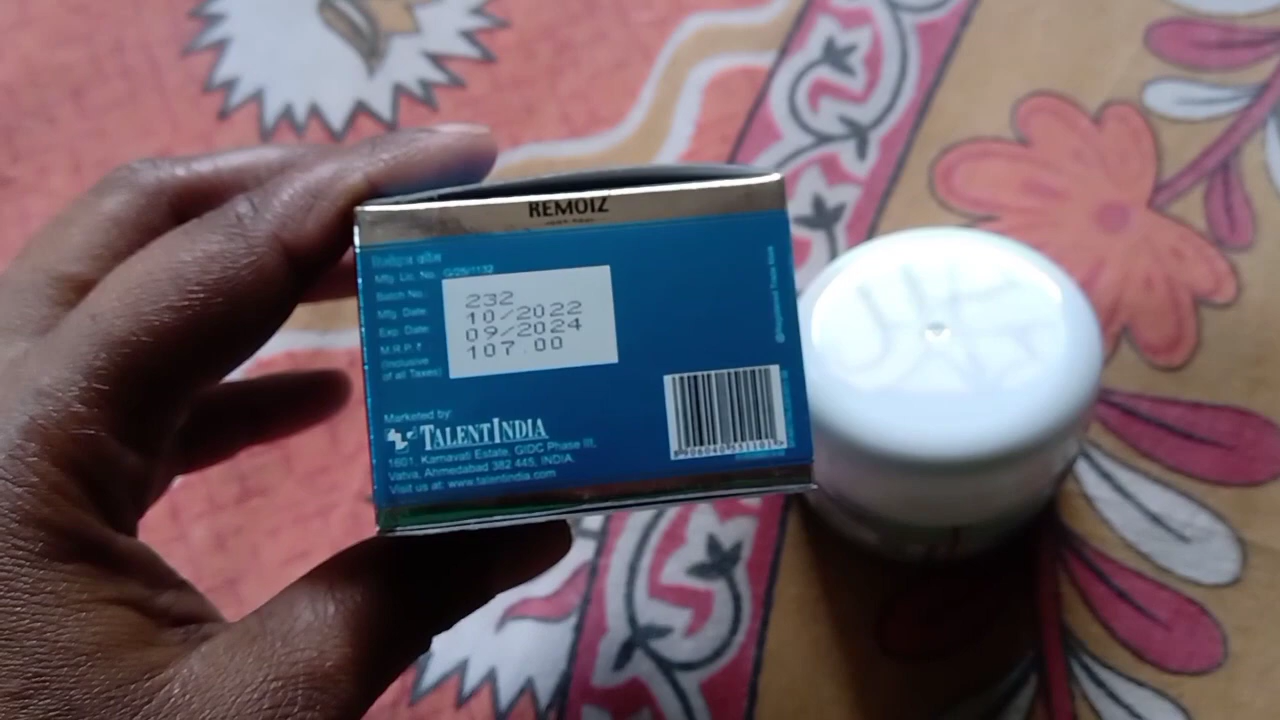 REMOIZ
Mfg. Lic. No. G/25/1132
Batch No.: 232
Mfg. Date: 10/2022
Exp. Date: 09/2024
M.R.P. ₹ 107.00
(Inclusive
of all Taxes)
Marketed by:
TALENTINDIA
1601, Karnavati Estate, GIDC Phase III,
Vatva, Ahmedabad 382 445, INDIA.
Visit us at: www.talentindia.com